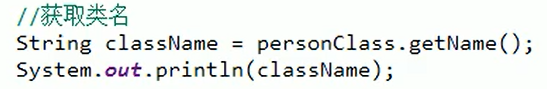 //获取类名
String className = personClass.getName();
System.out.println(className);